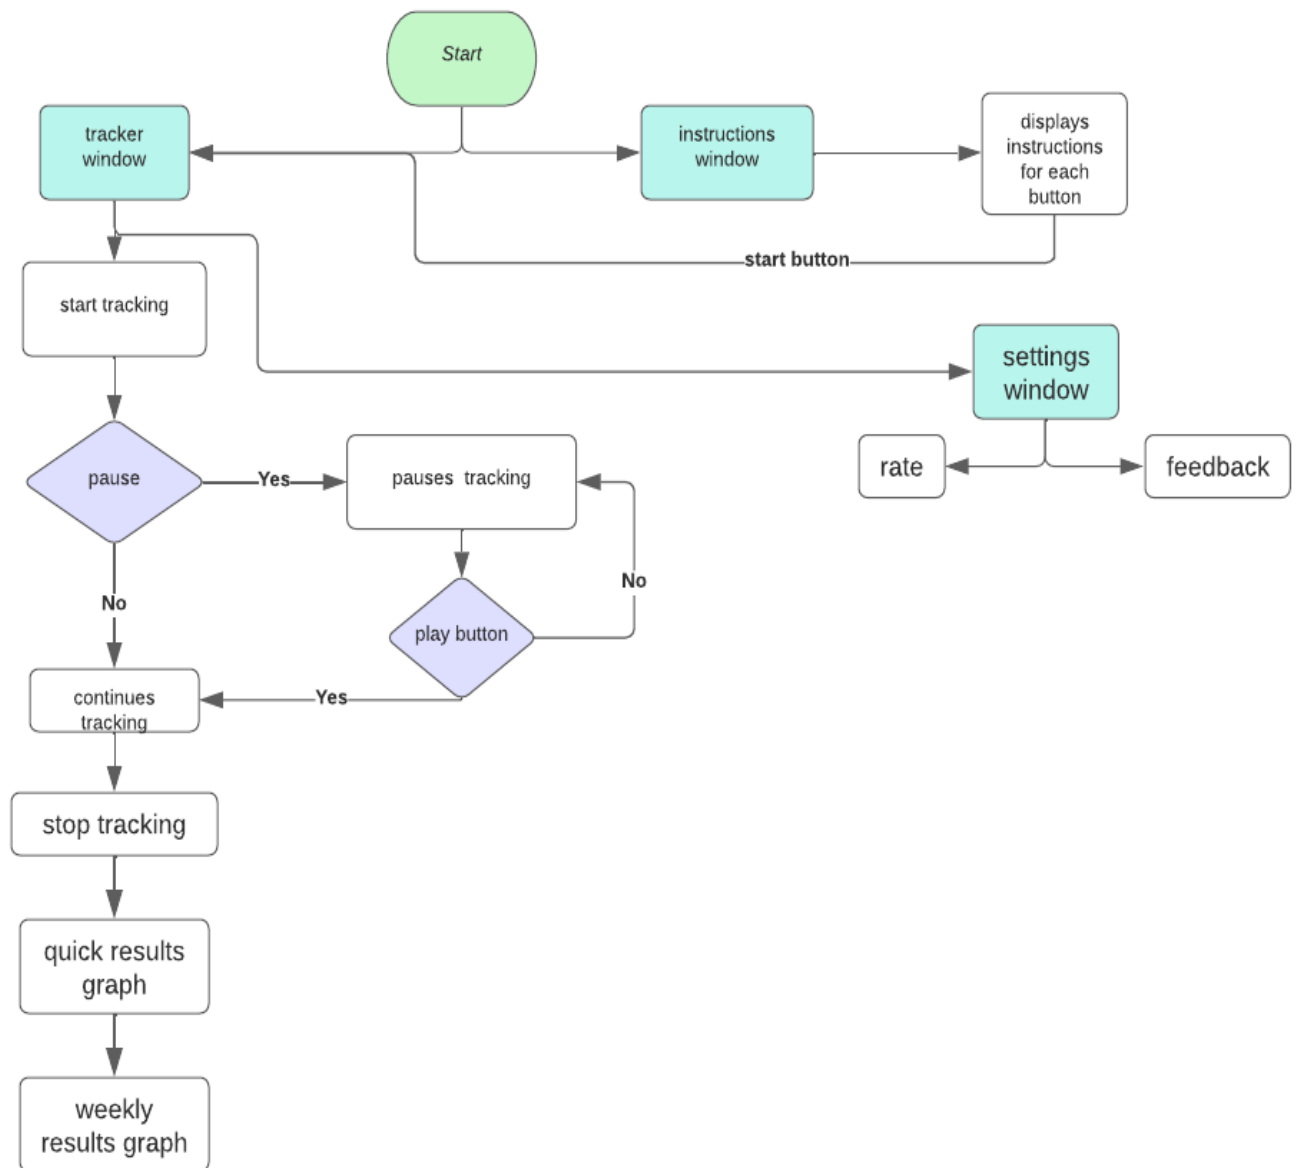 Start
tracker
window
instructions
window
displays
instructions
for each
button
start button
start tracking
settings
window
rate
feedback
pause
Yes
pauses tracking
No
No
play button
continues
tracking
Yes
stop tracking
quick results
graph
weekly
results graph